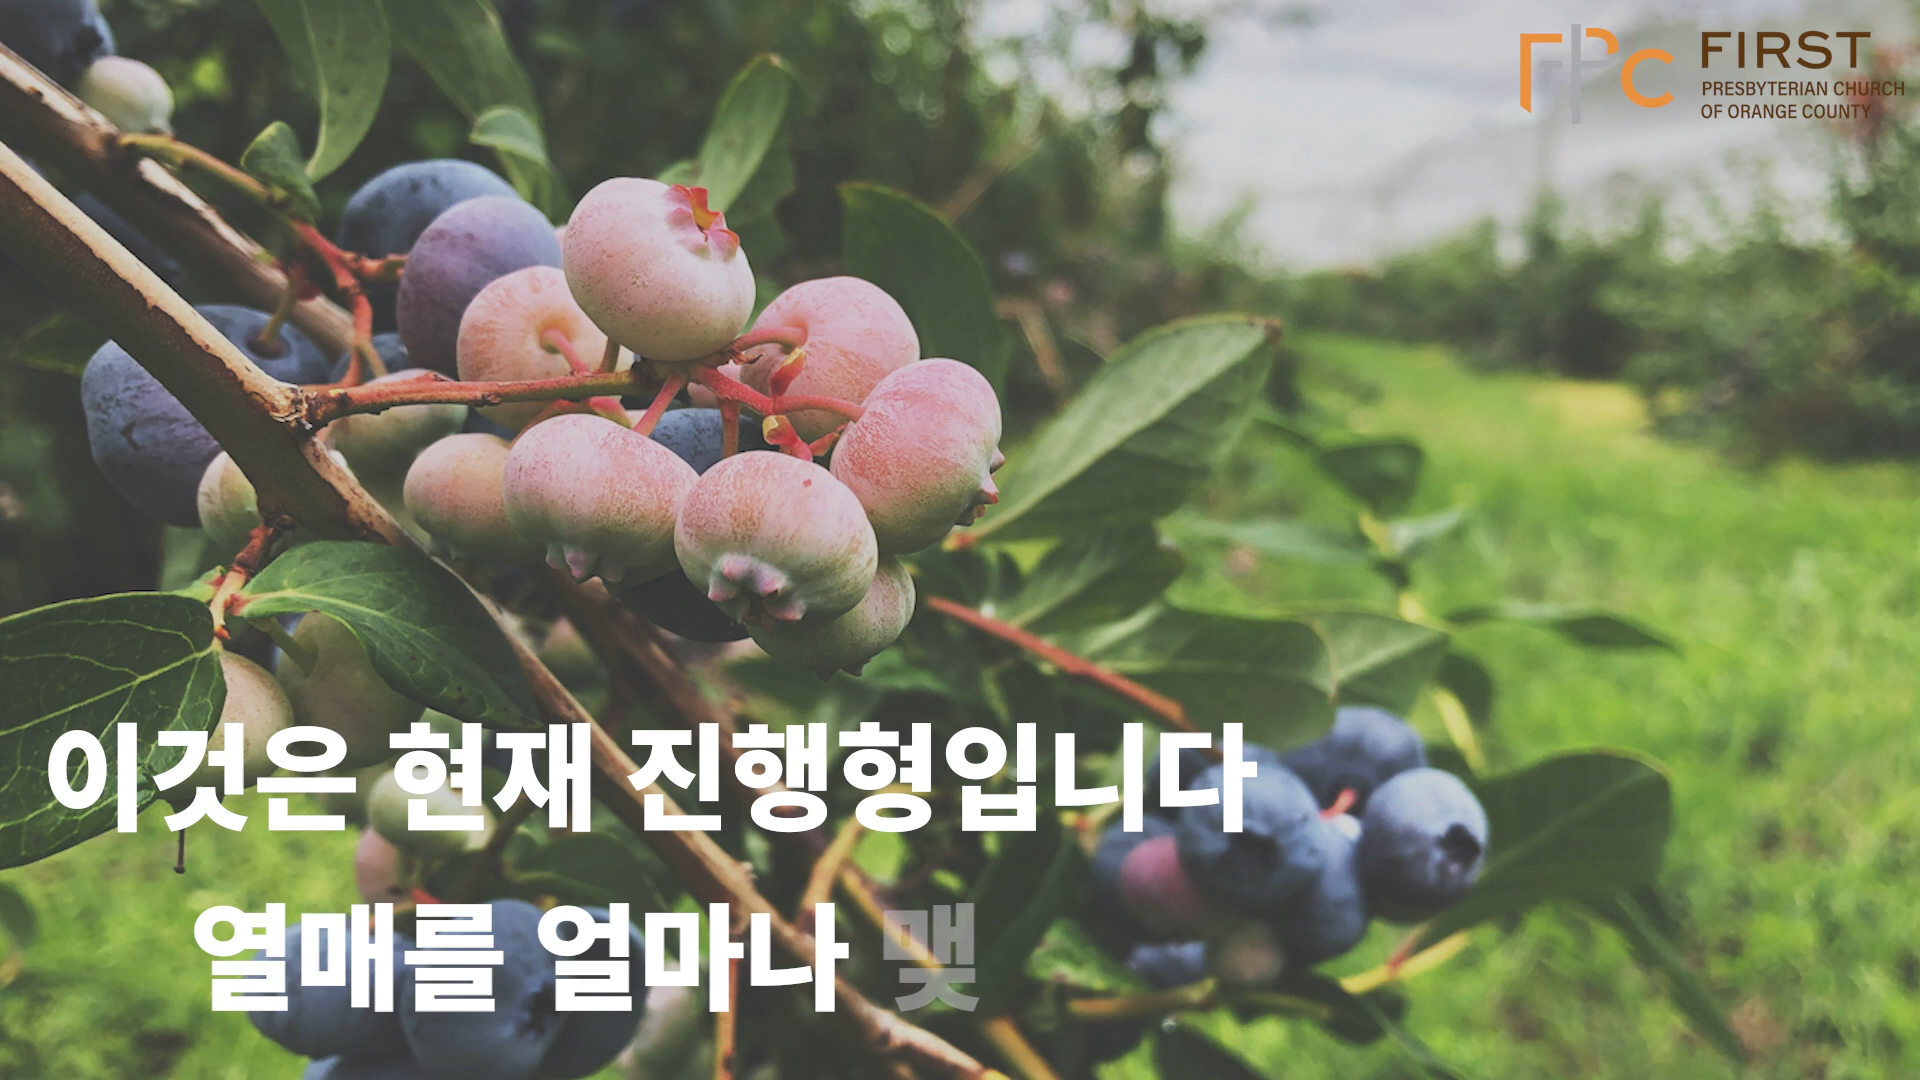 FPC
FIRST
PRESBYTERIAN CHURCH
OF ORANGE COUNTY
이것은 현재 진행형입니다
열매를 얼마나 맺